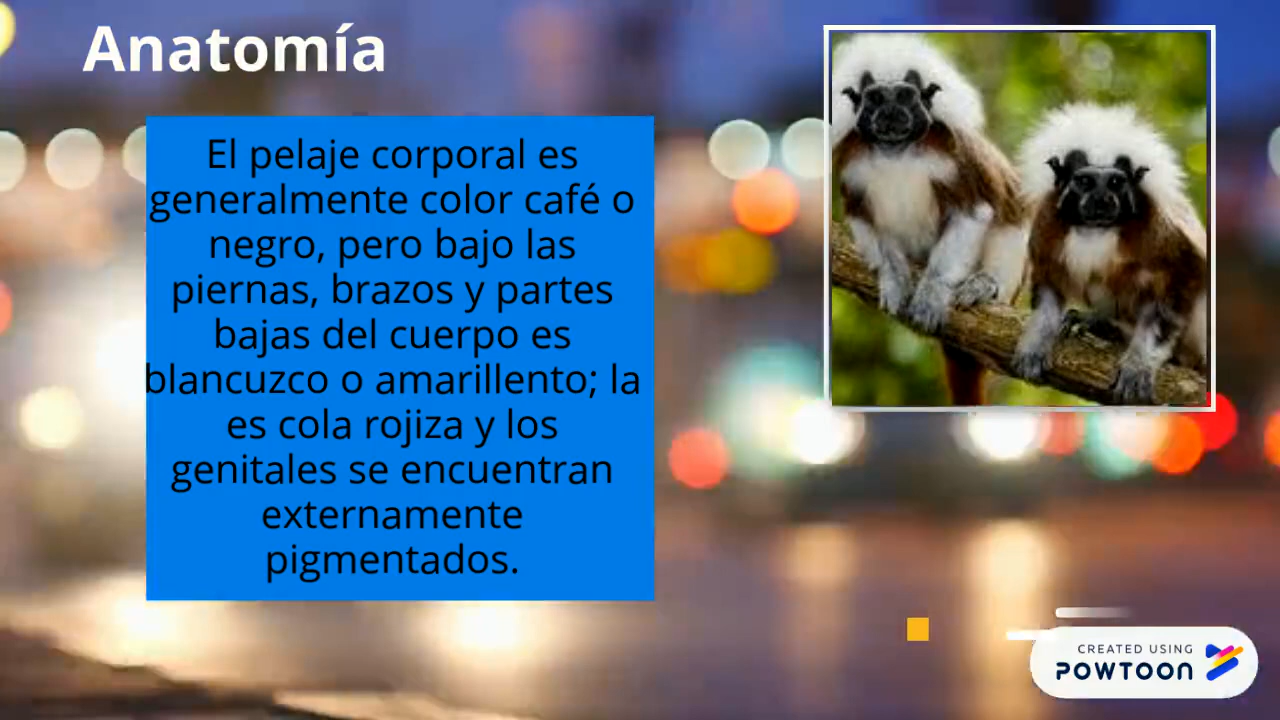 Anatomía
El pelaje corporal es
generalmente color café o
negro, pero bajo las
piernas, brazos y partes
bajas del cuerpo es
blancuzco o amarillento; la
es cola rojiza y los
genitales se encuentran
externamente
pigmentados.
CREATED USING
POWTOON